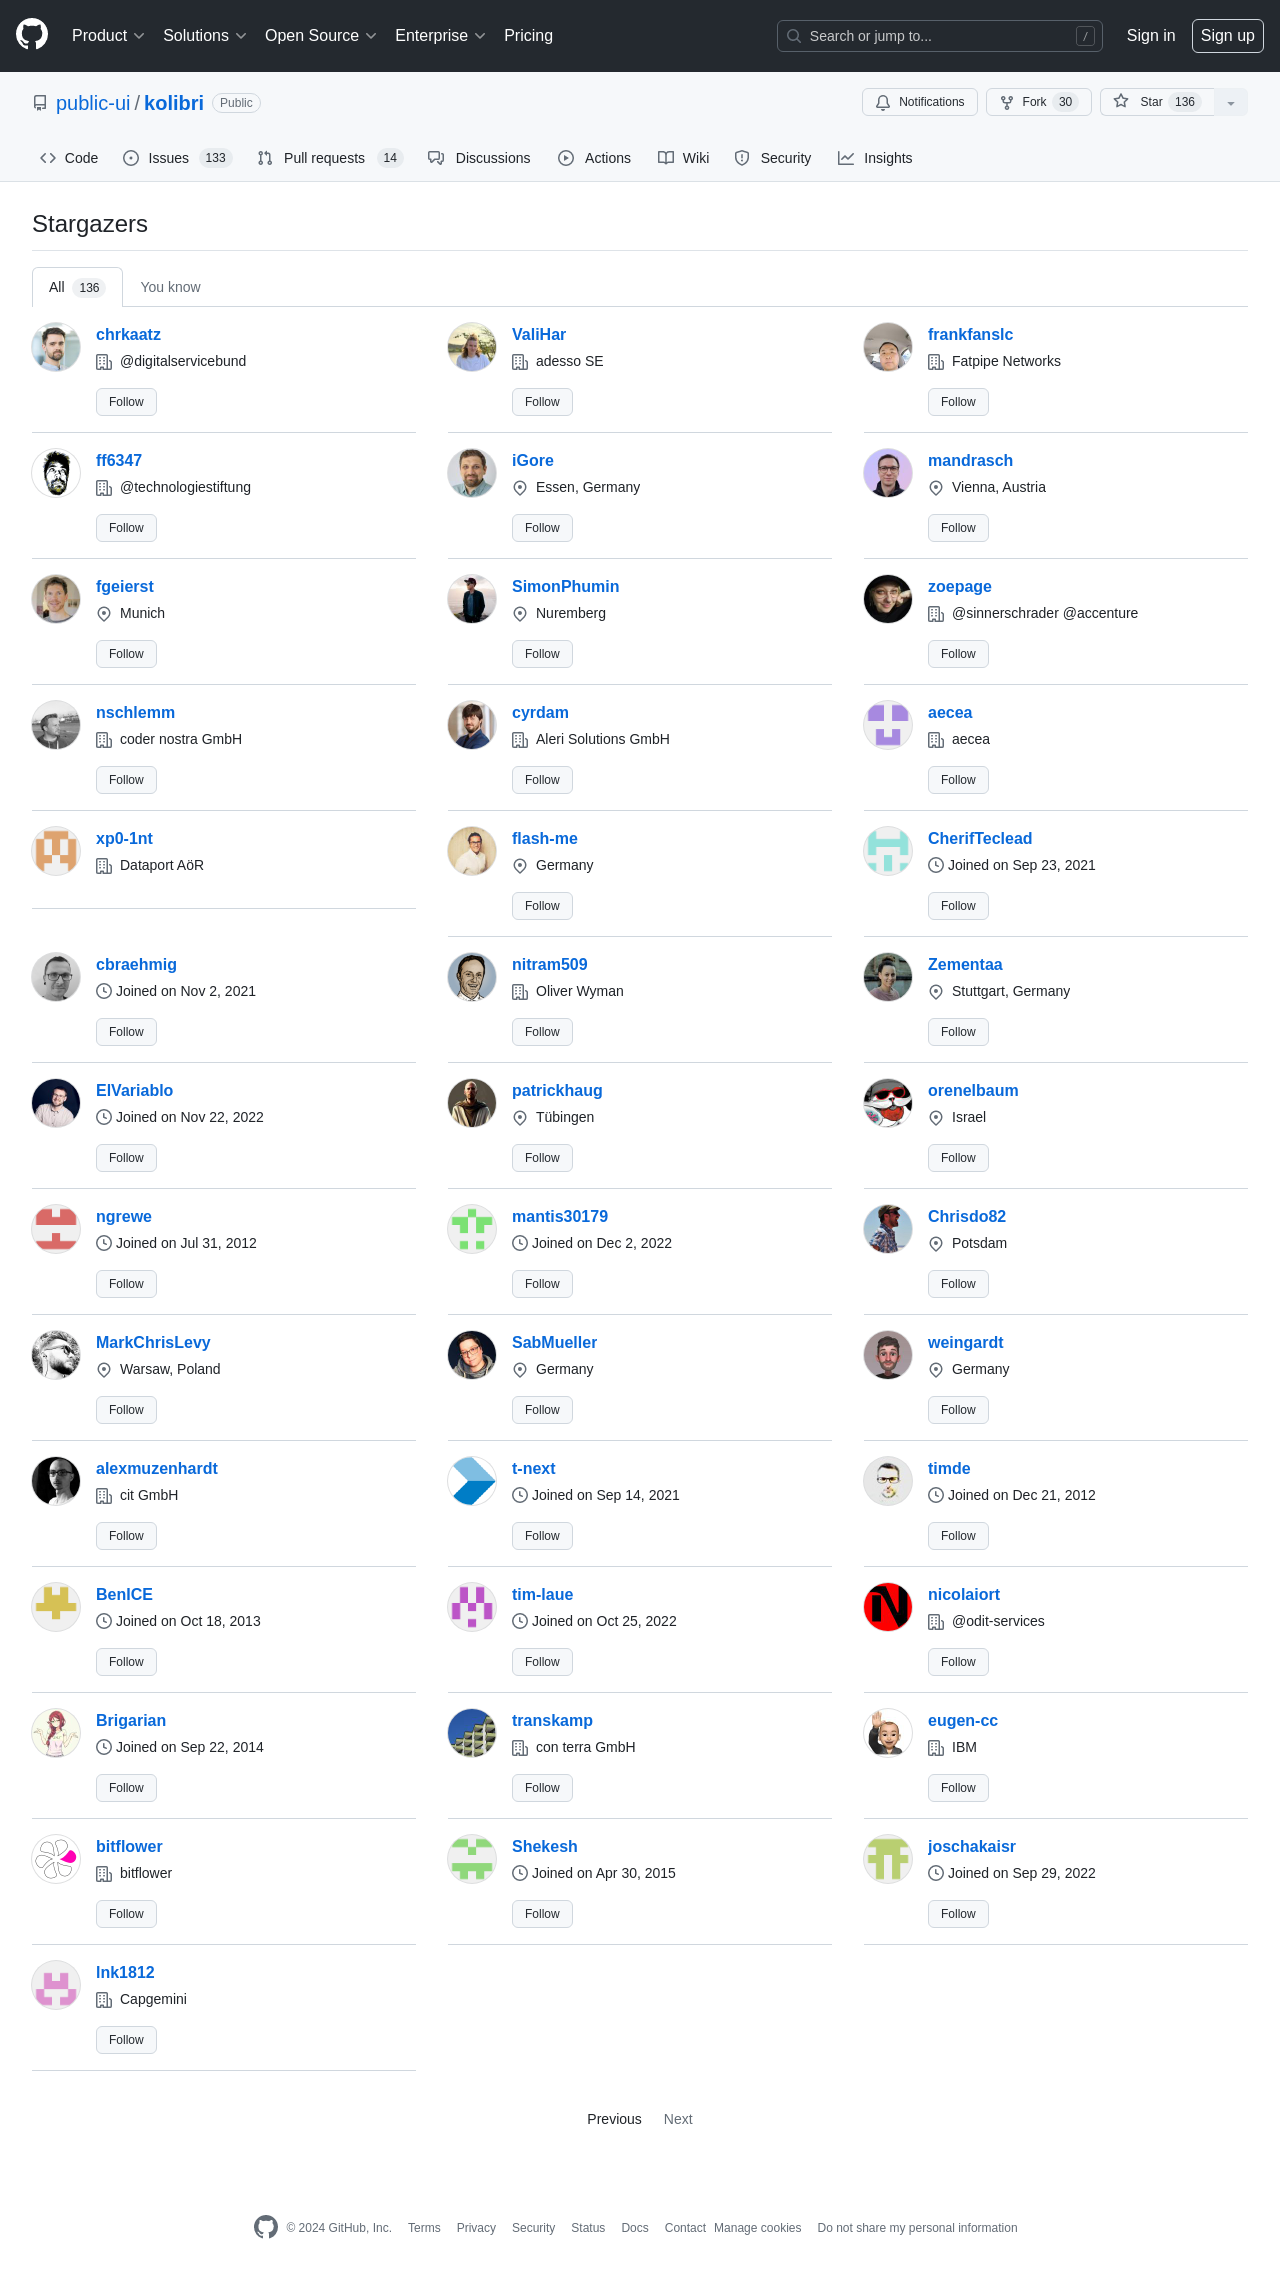 Product Solutions Open Source Enterprise Pricing Search or jump to... / Sign in Sign up
public-ui / kolibri Public Notifications Fork 30 Star 136
Code Issues 133 Pull requests 14 Discussions Actions Wiki Security Insights
Stargazers
All 136 You know
chrkaatz ValiHar frankfanslc
@digitalservicebund adesso SE Fatpipe Networks
Follow Follow Follow
ff6347 iGore mandrasch
@technologiestiftung Essen, Germany Vienna, Austria
Follow Follow Follow
fgeierst SimonPhumin zoepage
Munich Nuremberg @sinnerschrader @accenture
Follow Follow Follow
nschlemm cyrdam aecea
coder nostra GmbH Aleri Solutions GmbH aecea
Follow Follow Follow
xp0-1nt flash-me CherifTeclead
Dataport AöR Germany Joined on Sep 23, 2021
Follow Follow
cbraehmig nitram509 Zementaa
Joined on Nov 2, 2021 Oliver Wyman Stuttgart, Germany
Follow Follow Follow
ElVariablo patrickhaug orenelbaum
Joined on Nov 22, 2022 Tübingen Israel
Follow Follow Follow
ngrewe mantis30179 Chrisdo82
Joined on Jul 31, 2012 Joined on Dec 2, 2022 Potsdam
Follow Follow Follow
MarkChrisLevy SabMueller weingardt
Warsaw, Poland Germany Germany
Follow Follow Follow
alexmuzenhardt t-next timde
cit GmbH Joined on Sep 14, 2021 Joined on Dec 21, 2012
Follow Follow Follow
BenICE tim-laue nicolaiort
Joined on Oct 18, 2013 Joined on Oct 25, 2022 @odit-services
Follow Follow Follow
Brigarian transkamp eugen-cc
Joined on Sep 22, 2014 con terra GmbH IBM
Follow Follow Follow
bitflower Shekesh joschakaisr
bitflower Joined on Apr 30, 2015 Joined on Sep 29, 2022
Follow Follow Follow
lnk1812
Capgemini
Follow
Previous Next
© 2024 GitHub, Inc. Terms Privacy Security Status Docs Contact Manage cookies Do not share my personal information